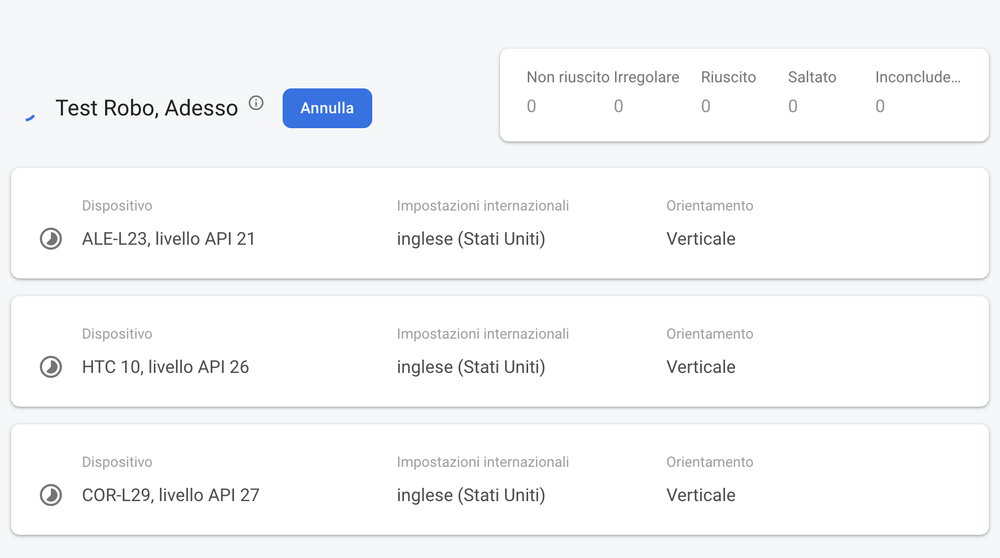 Test Robo, Adesso
Annulla
Non riuscito Irregolare Riuscito Saltato Inconclude...
0 0 0 0 0
Dispositivo Impostazioni internazionali Orientamento
ALE-L23, livello API 21 inglese (Stati Uniti) Verticale
Dispositivo Impostazioni internazionali Orientamento
HTC 10, livello API 26 inglese (Stati Uniti) Verticale
Dispositivo Impostazioni internazionali Orientamento
COR-L29, livello API 27 inglese (Stati Uniti) Verticale